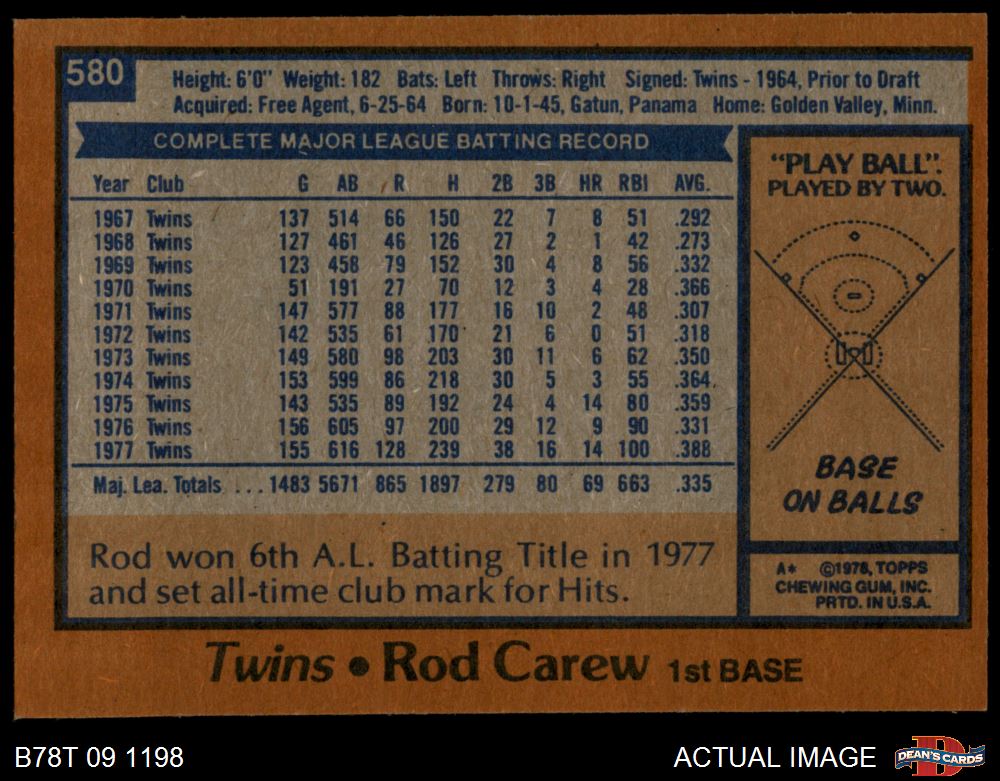 580
Height: 6'0" Weight: 182 Bats: Left Throws: Right Signed: Twins - 1964, Prior to Draft
Acquired: Free Agent, 6-25-64 Born: 10-1-45, Gatun, Panama Home: Golden Valley, Minn.
COMPLETE MAJOR LEAGUE BATTING RECORD
Year Club G AB R H 2B 3B HR RBI AVG.
1967 Twins 137 514 66 150 22 7 8 51 .292
1968 Twins 127 461 46 126 27 2 1 42 .273
1969 Twins 123 458 79 152 30 4 8 56 .332
1970 Twins 51 191 27 70 12 3 4 28 .366
1971 Twins 147 577 88 177 16 10 2 48 .307
1972 Twins 142 535 61 170 21 6 0 51 .318
1973 Twins 149 580 98 203 30 11 6 62 .350
1974 Twins 153 599 86 218 30 5 3 55 .364
1975 Twins 143 535 89 192 24 4 14 80 .359
1976 Twins 156 605 97 200 29 12 9 90 .331
1977 Twins 155 616 128 239 38 16 14 100 .388
Maj. Lea. Totals ... 1483 5671 865 1897 279 80 69 663 .335
Rod won 6th A.L. Batting Title in 1977
and set all-time club mark for Hits.
"PLAY BALL".
PLAYED BY TWO.
BASE
ON BALLS
A* ©1978, TOPPS
CHEWING GUM, INC.
PRTD. IN U.S.A.
Twins • Rod Carew 1st BASE
B78T 09 1198
ACTUAL IMAGE
D
DEAN'S CARDS